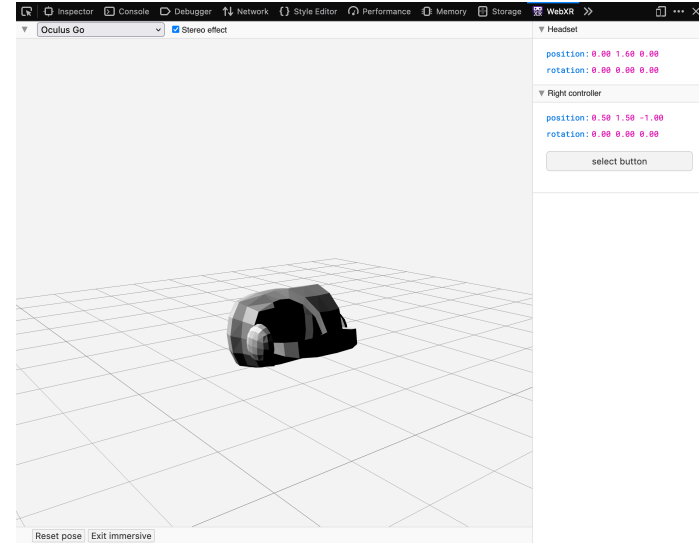 Inspector Console Debugger Network {} Style Editor Performance Memory Storage WebXR
Oculus Go Stereo effect
Headset
position: 0.00 1.60 0.00
rotation: 0.00 0.00 0.00
Right controller
position: 0.50 1.50 -1.00
rotation: 0.00 0.00 0.00
select button
Reset pose Exit immersive